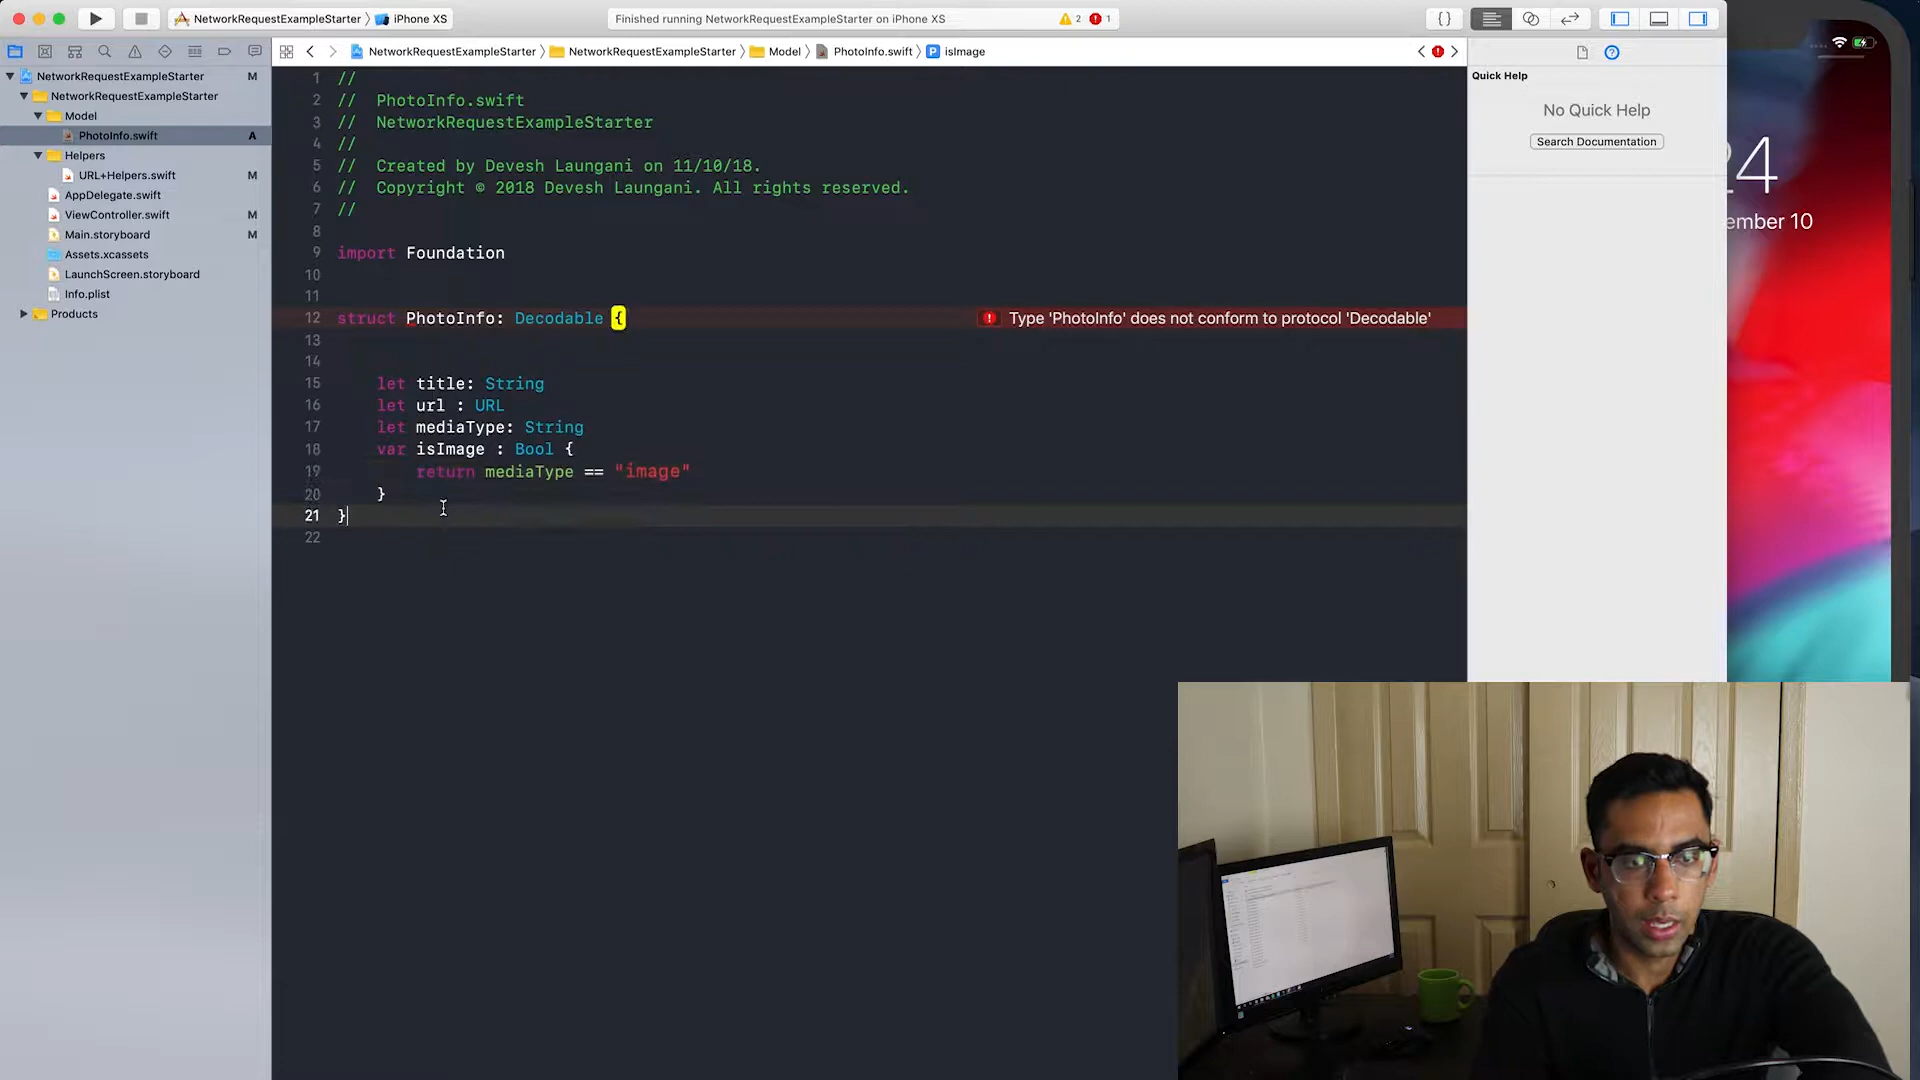 NetworkRequestExampleStarter
iPhone XS
Finished running NetworkRequestExampleStarter on iPhone XS
2
1
NetworkRequestExampleStarter
NetworkRequestExampleStarter
Model
PhotoInfo.swift
isImage
NetworkRequestExampleStarter M
NetworkRequestExampleStarter
Model
PhotoInfo.swift A
Helpers
URL+Helpers.swift M
AppDelegate.swift
ViewController.swift M
Main.storyboard M
Assets.xcassets
LaunchScreen.storyboard
Info.plist
Products
1 //
2 // PhotoInfo.swift
3 // NetworkRequestExampleStarter
4 //
5 // Created by Devesh Laungani on 11/10/18.
6 // Copyright © 2018 Devesh Laungani. All rights reserved.
7 //
8
9 import Foundation
10
11
12 struct PhotoInfo: Decodable { Type 'PhotoInfo' does not conform to protocol 'Decodable'
13
14
15 let title: String
16 let url : URL
17 let mediaType: String
18 var isImage : Bool {
19 return mediaType == "image"
20 }
21 }
22
Quick Help
No Quick Help
Search Documentation
24
ember 10